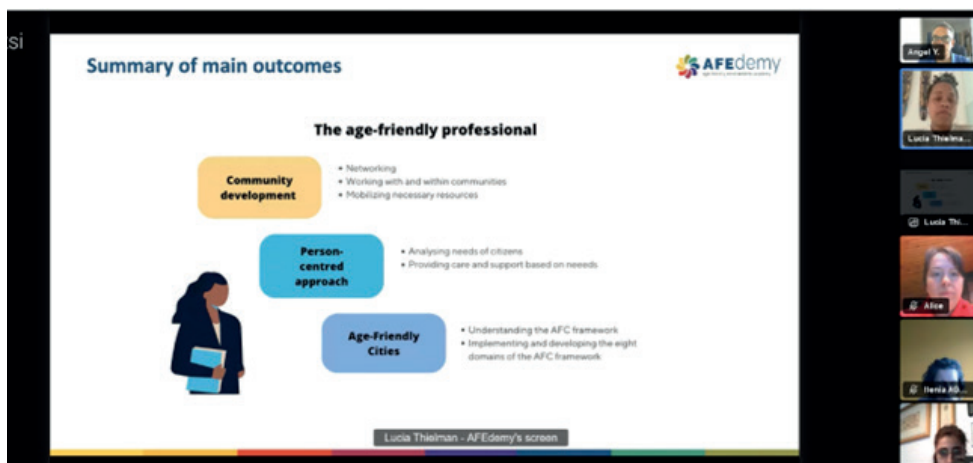 si
Summary of main outcomes
AFEdemy
The age-friendly professional
Community
development
• Networking
• Working with and within communities
• Mobilizing necessary resources
Person-
centred
approach
• Analysing needs of citizens
• Providing care and support based on neeeds
Age-Friendly
Cities
• Understanding the AFC framework
• Implementing and developing the eight
domains of the AFC framework
Lucia Thielman - AFEdemy's screen
Angel Y.
Lucia Thielma...
Lucia Thi...
Alice